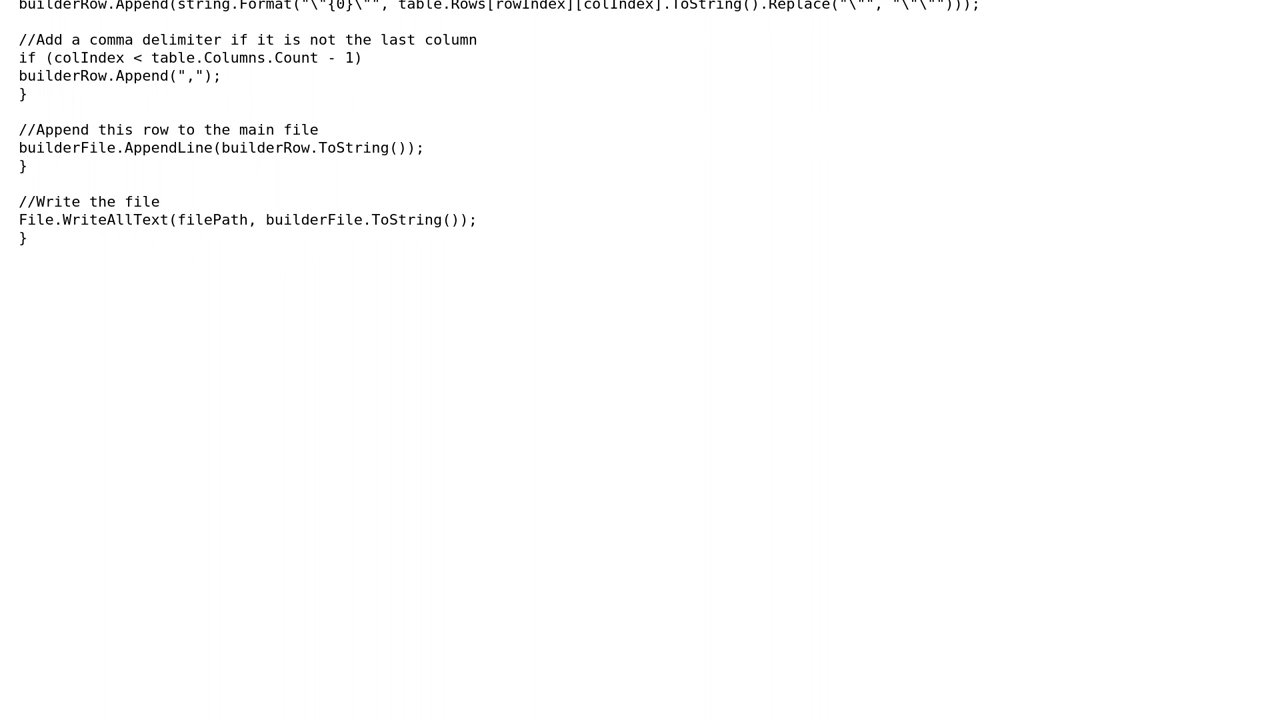 builderRow.Append(string.Format("\"{0}\"", table.Rows[rowIndex][colIndex].ToString().Replace("\"", "\"\"")));
//Add a comma delimiter if it is not the last column
if (colIndex < table.Columns.Count - 1)
builderRow.Append(",");
}
//Append this row to the main file
builderFile.AppendLine(builderRow.ToString());
}
//Write the file
File.WriteAllText(filePath, builderFile.ToString());
}